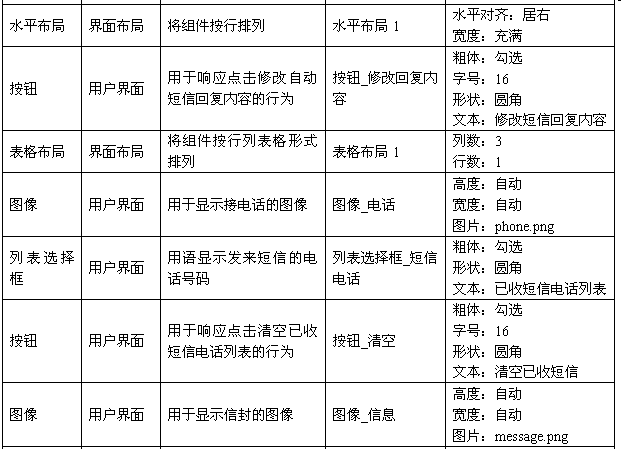 水平布局 界面布局 将组件按行排列 水平布局 1 水平对齐：居右
宽度：充满
按钮 用户界面 用于响应点击修改自动
短信回复内容的行为 按钮_修改回复内
容 粗体：勾选
字号：16
形状：圆角
文本：修改短信回复内容
表格布局 界面布局 将组件按行列表格形式
排列 表格布局 1 列数：3
行数：1
图像 用户界面 用于显示接电话的图像 图像_电话 高度：自动
宽度：自动
图片：phone.png
列表选择
框 用户界面 用语显示发来短信的电
话号码 列表选择框_短信
电话 粗体：勾选
形状：圆角
文本：已收短信电话列表
按钮 用户界面 用于响应点击清空已收
短信电话列表的行为 按钮_清空 粗体：勾选
字号：16
形状：圆角
文本：清空已收短信
图像 用户界面 用于显示信封的图像 图像_信息 高度：自动
宽度：自动
图片：message.png